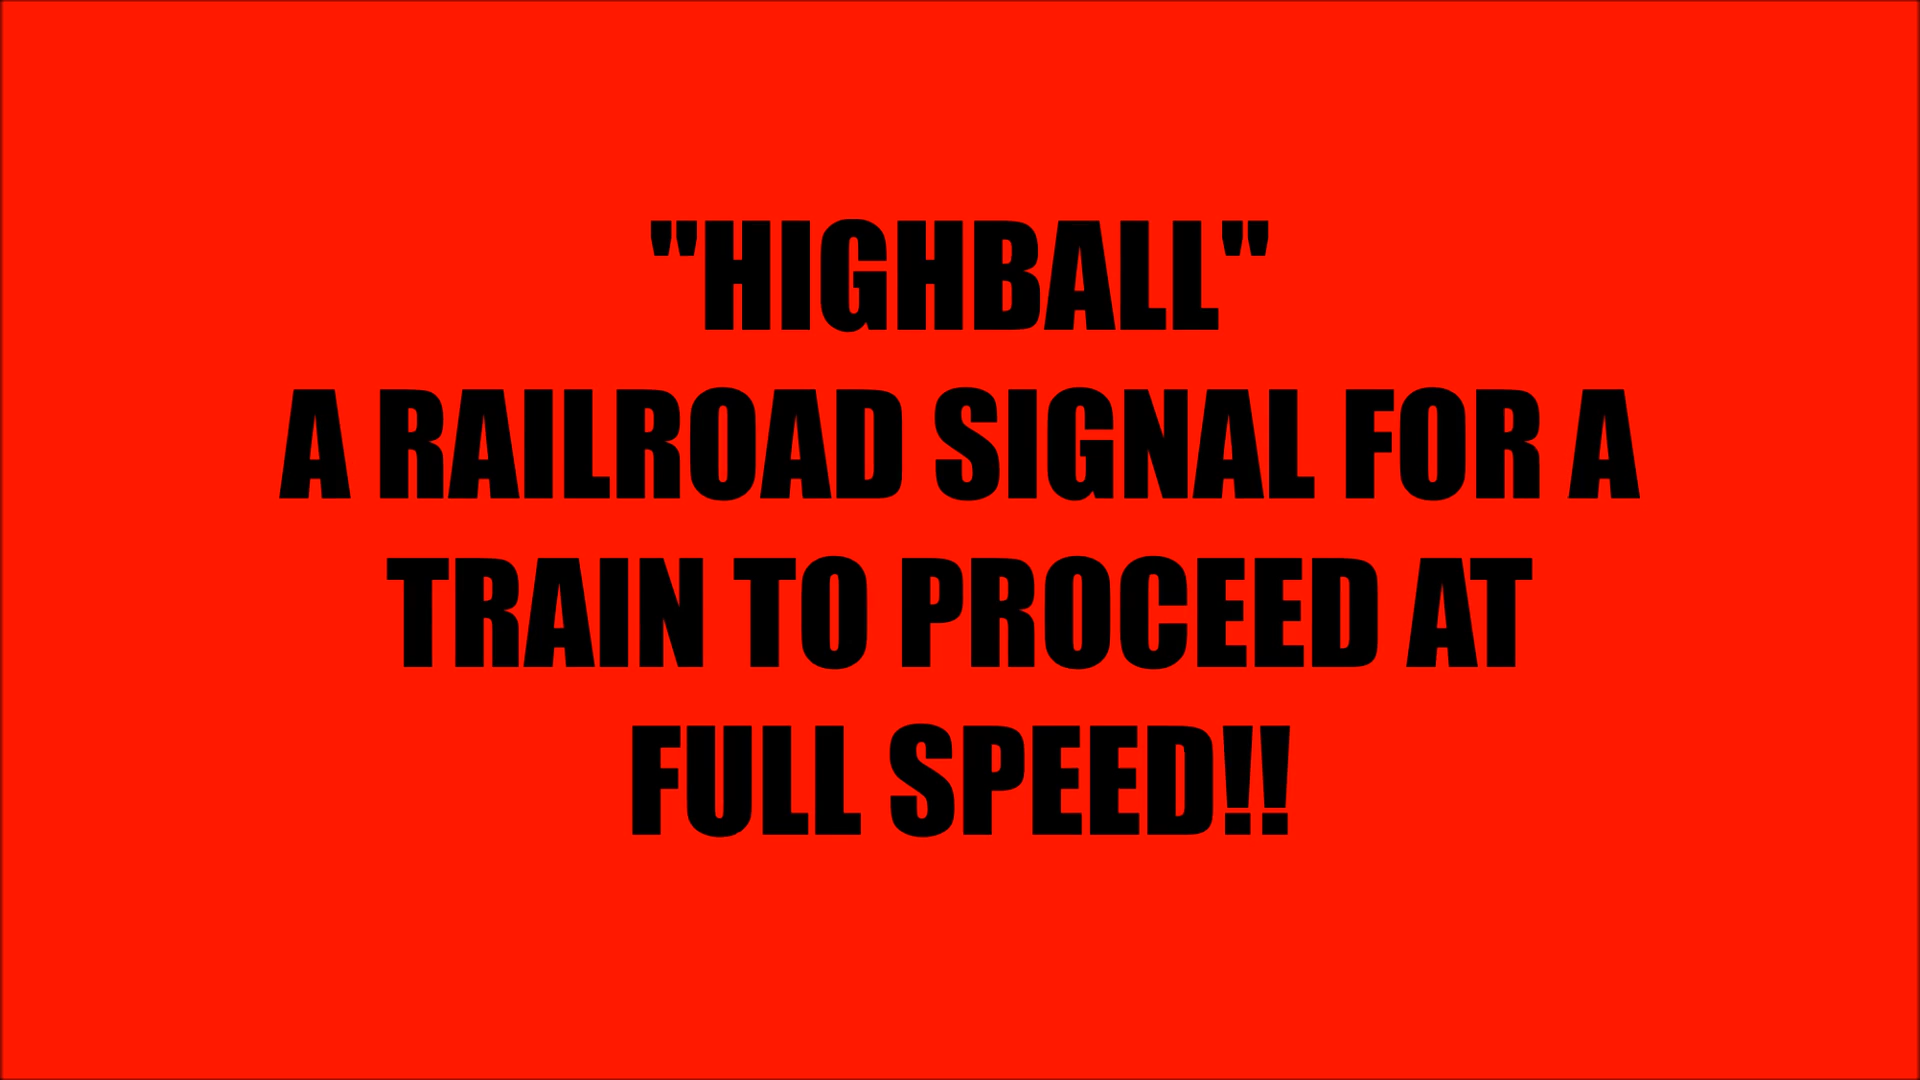 "HIGHBALL"
A RAILROAD SIGNAL FOR A
TRAIN TO PROCEED AT
FULL SPEED!!